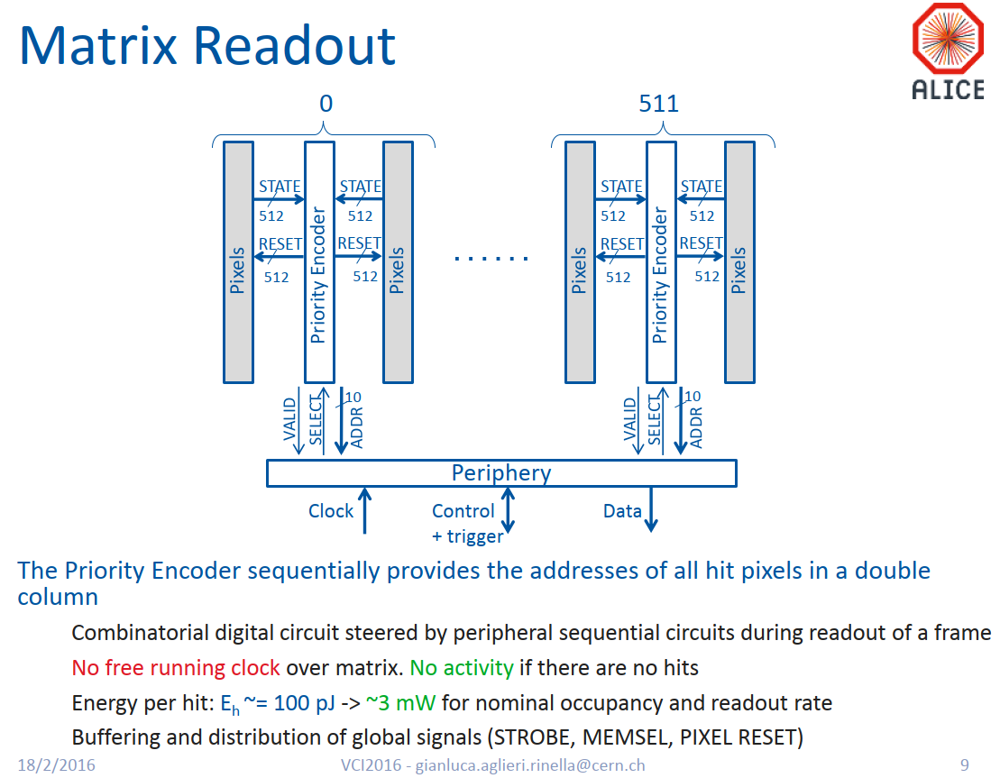 Matrix Readout
ALICE
0
511
STATE
STATE
STATE
STATE
512
512
512
512
RESET
RESET
RESET
RESET
512
512
512
512
Pixels
Priority Encoder
Pixels
. . . . . .
Pixels
Priority Encoder
Pixels
VALID
SELECT
10
ADDR
VALID
SELECT
10
ADDR
Periphery
Clock
Control
+ trigger
Data
The Priority Encoder sequentially provides the addresses of all hit pixels in a double
column
Combinatorial digital circuit steered by peripheral sequential circuits during readout of a frame
No free running clock over matrix. No activity if there are no hits
Energy per hit: Eh ~= 100 pJ -> ~3 mW for nominal occupancy and readout rate
Buffering and distribution of global signals (STROBE, MEMSEL, PIXEL RESET)
18/2/2016
VCI2016 - gianluca.aglieri.rinella@cern.ch
9